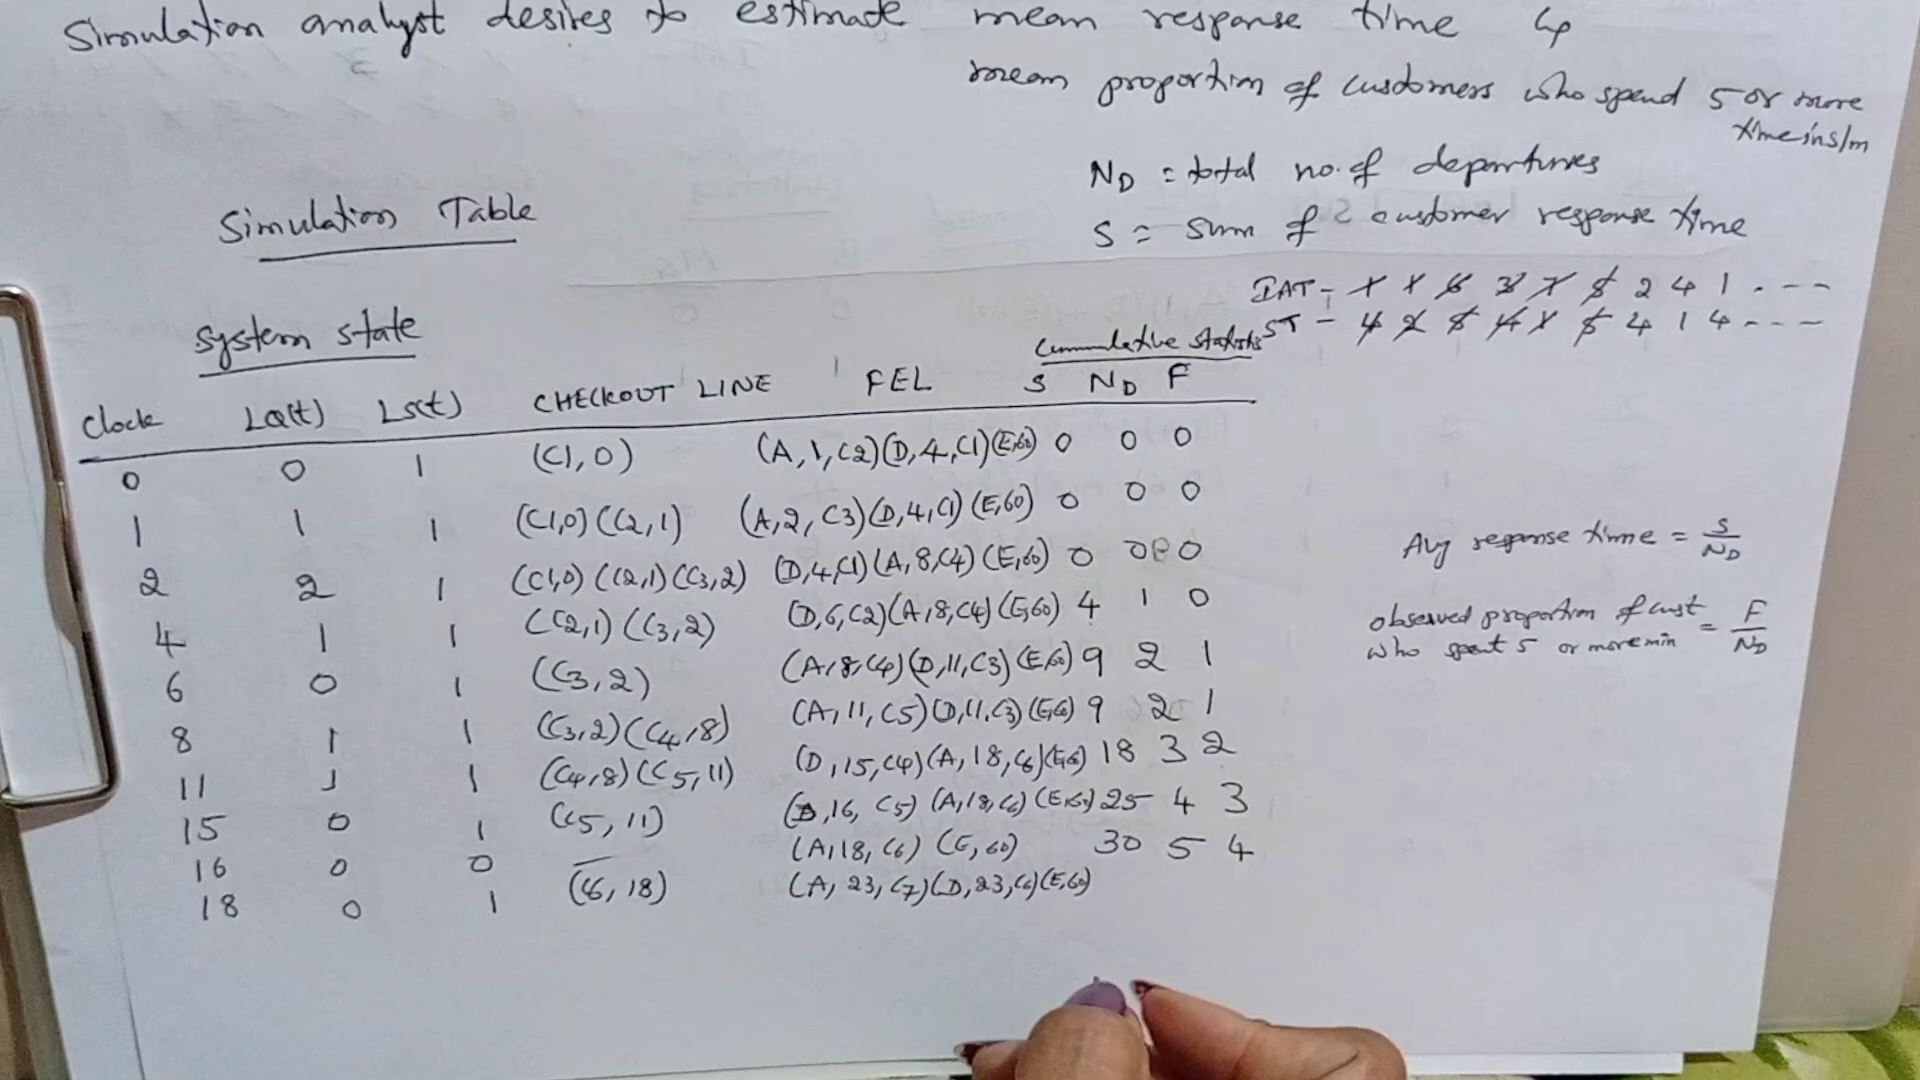 Simulation analyst desires to estimate mean response time &
mean proportion of customers who spend 5 or more
time in s/m
ND = total no. of departures
S = sum of customer response time
Simulation Table
IAT - 1 1 6 3 7 5 2 4 1 . - - -
ST - 4 2 5 4 1 5 4 1 4 - - - -
System state
Cummulative statistics
Clock LQ(t) LS(t) CHECKOUT LINE FEL S ND F
0 0 1 (C1,0) (A,1,C2)(D,4,C1)(E,60) 0 0 0
1 1 1 (C1,0)(C2,1) (A,2,C3)(D,4,C1)(E,60) 0 0 0
2 2 1 (C1,0)(C2,1)(C3,2) (D,4,C1)(A,8,C4)(E,60) 0 0 0
4 1 1 (C2,1)(C3,2) (D,6,C2)(A,8,C4)(E,60) 4 1 0
6 0 1 (C3,2) (A,8,C4)(D,11,C3)(E,60) 9 2 1
8 1 1 (C3,2)(C4,8) (A,11,C5)(D,11,C3)(E,60) 9 2 1
11 1 1 (C4,8)(C5,11) (D,15,C4)(A,18,C6)(E,60) 18 3 2
15 0 1 (C5,11) (D,16,C5)(A,18,C6)(E,60) 25 4 3
16 0 0 — (A,18,C6)(E,60) 30 5 4
18 0 1 (C6,18) (A,23,C7)(D,23,C6)(E,60)
Avg response time = S/ND
observed proportion of cust
who spent 5 or more min = F/ND